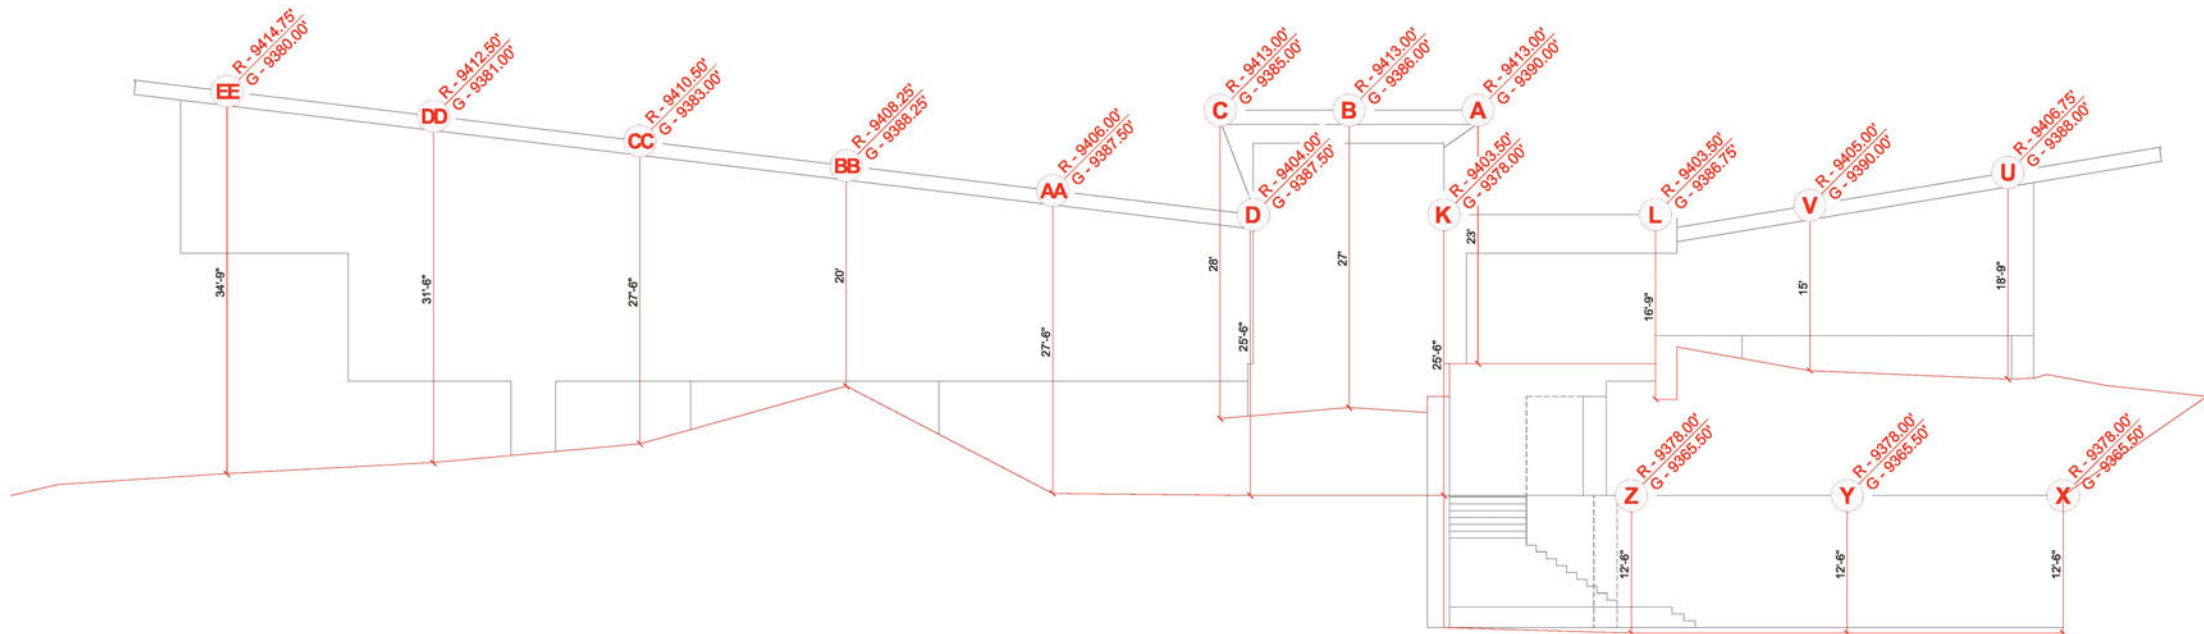 R - 9414.75'
G - 9380.00'
EE
34'-9"
R - 9412.50'
G - 9381.00'
DD
31'-6"
R - 9410.50'
G - 9383.00'
CC
27'-6"
R - 9408.25'
G - 9388.25'
BB
20'
R - 9406.00'
G - 9387.50'
AA
27'-6"
R - 9413.00'
G - 9385.00'
C
28'
R - 9404.00'
G - 9387.50'
D
25'-6"
R - 9413.00'
G - 9386.00'
B
27'
R - 9413.00'
G - 9390.00'
A
23'
R - 9403.50'
G - 9378.00'
K
25'-6"
R - 9403.50'
G - 9386.75'
L
16'-9"
R - 9405.00'
G - 9390.00'
V
15'
R - 9406.75'
G - 9388.00'
U
18'-9"
R - 9378.00'
G - 9365.50'
Z
12'-6"
R - 9378.00'
G - 9365.50'
Y
12'-6"
R - 9378.00'
G - 9365.50'
X
12'-6"